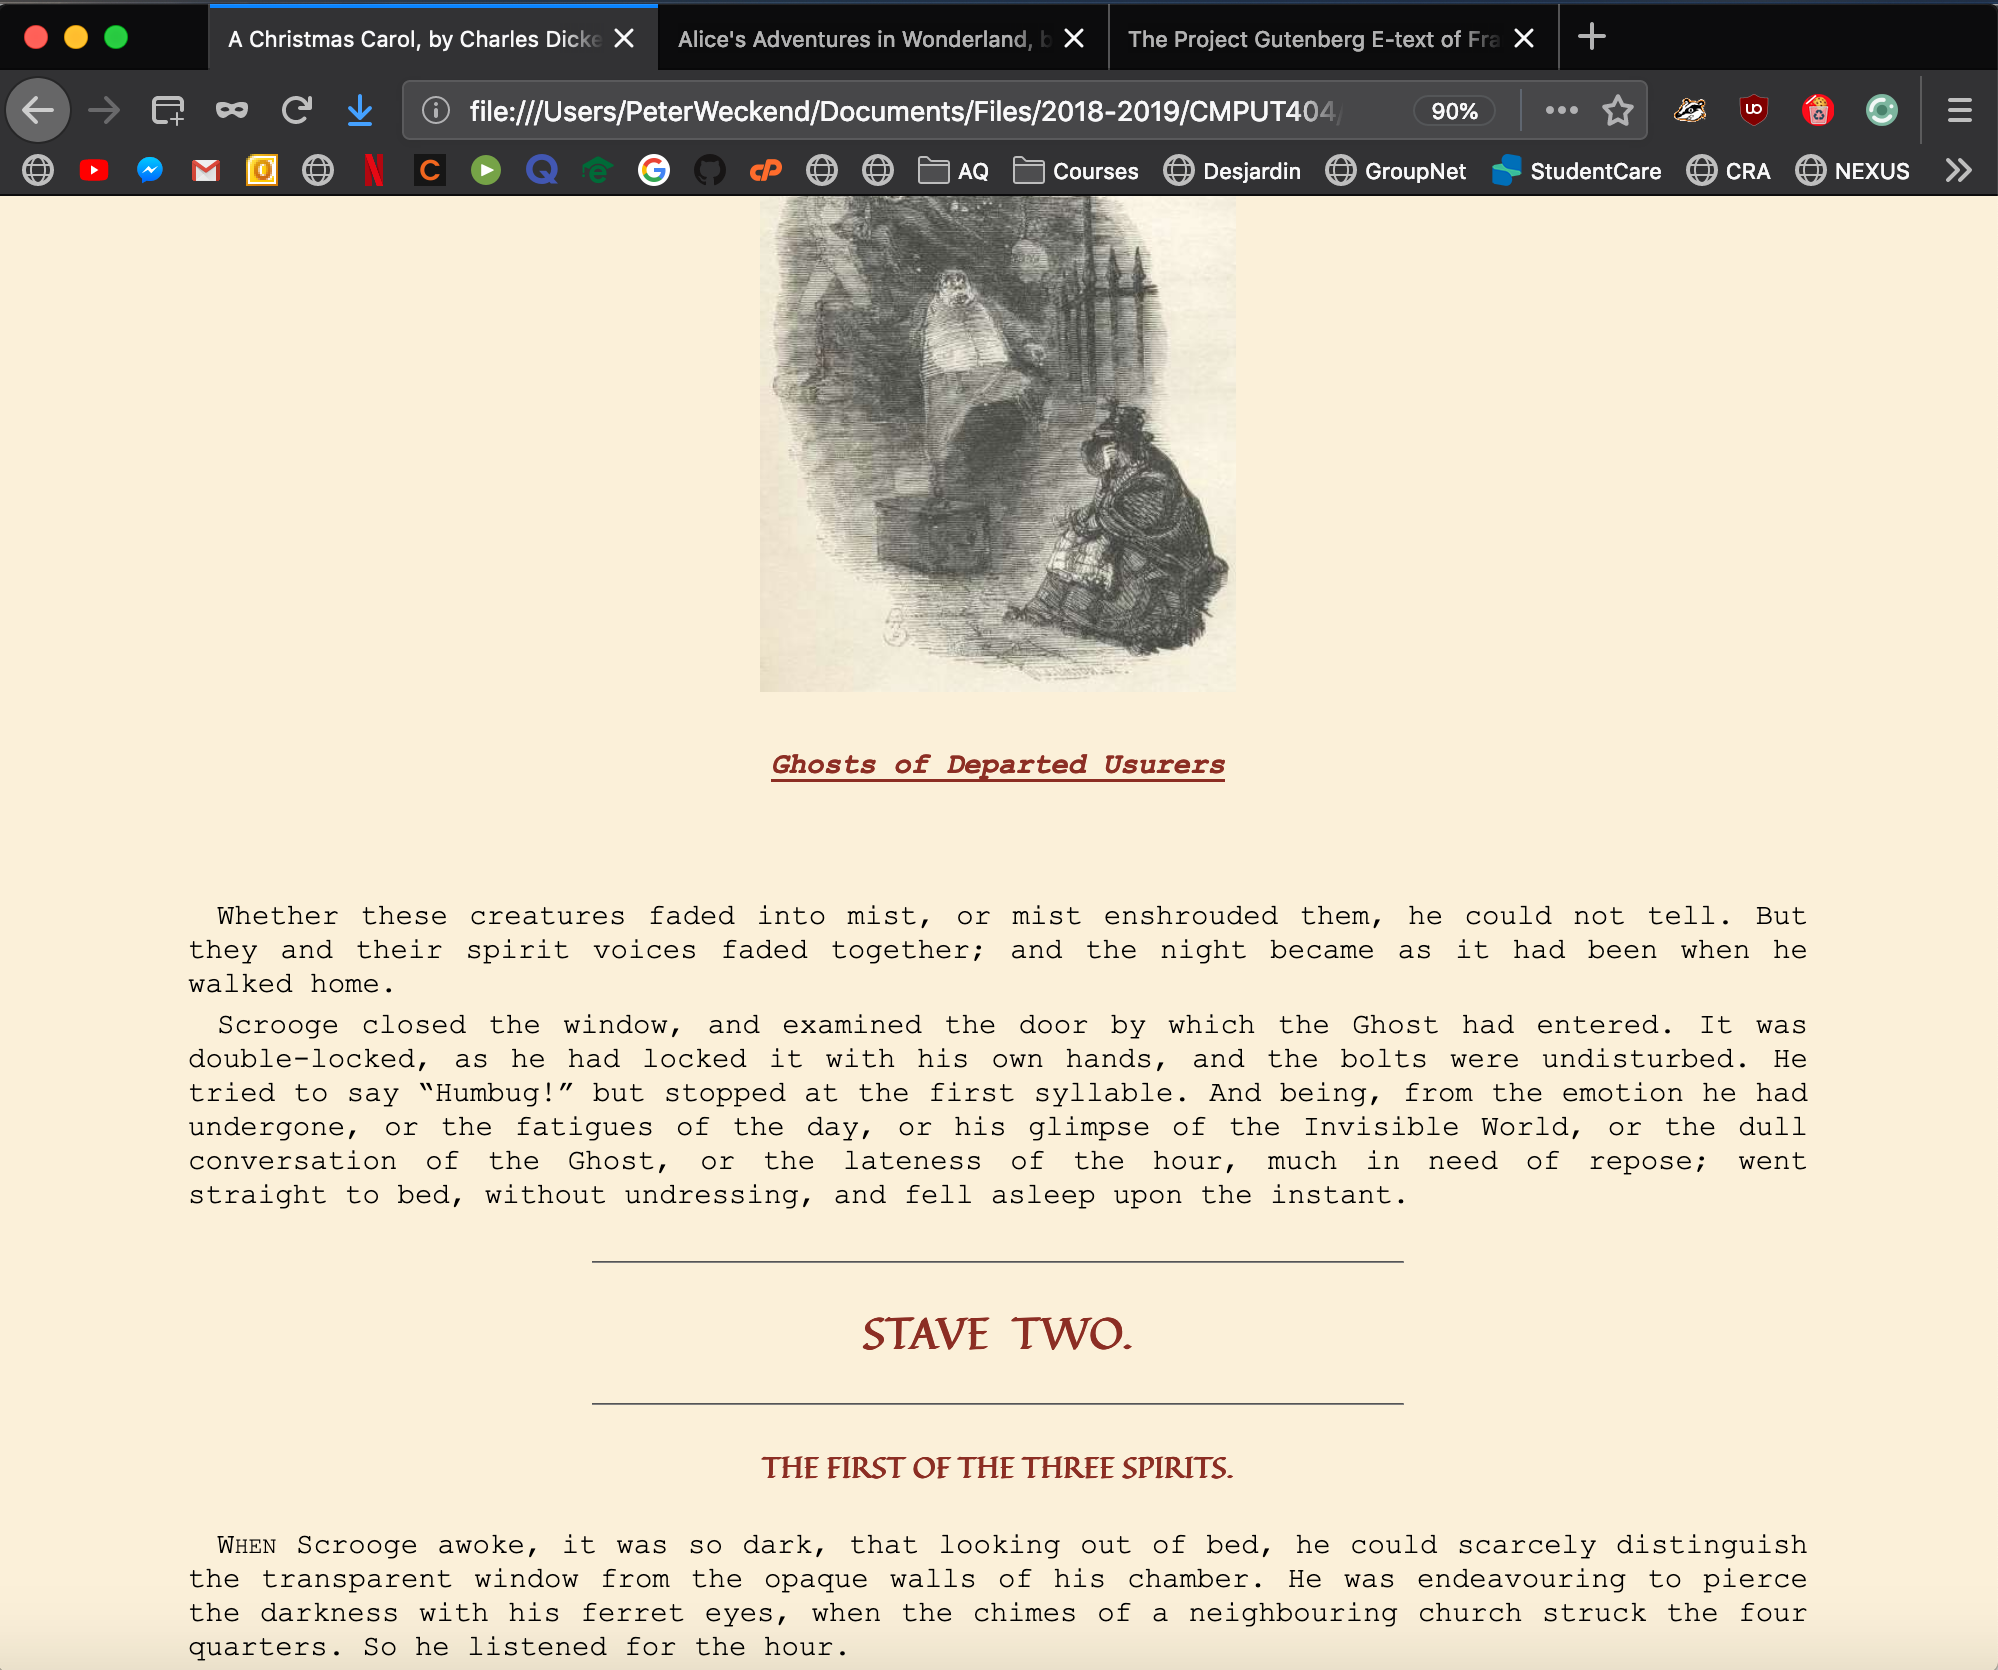 A Christmas Carol, by Charles Dicke
Alice's Adventures in Wonderland, b
The Project Gutenberg E-text of Fra
file:///Users/PeterWeckend/Documents/Files/2018-2019/CMPUT404/
90%
AQ
Courses
Desjardin
GroupNet
StudentCare
CRA
NEXUS
Ghosts of Departed Usurers
Whether these creatures faded into mist, or mist enshrouded them, he could not tell. But
they and their spirit voices faded together; and the night became as it had been when he
walked home.
Scrooge closed the window, and examined the door by which the Ghost had entered. It was
double-locked, as he had locked it with his own hands, and the bolts were undisturbed. He
tried to say “Humbug!” but stopped at the first syllable. And being, from the emotion he had
undergone, or the fatigues of the day, or his glimpse of the Invisible World, or the dull
conversation of the Ghost, or the lateness of the hour, much in need of repose; went
straight to bed, without undressing, and fell asleep upon the instant.
STAVE TWO.
THE FIRST OF THE THREE SPIRITS.
WHEN Scrooge awoke, it was so dark, that looking out of bed, he could scarcely distinguish
the transparent window from the opaque walls of his chamber. He was endeavouring to pierce
the darkness with his ferret eyes, when the chimes of a neighbouring church struck the four
quarters. So he listened for the hour.